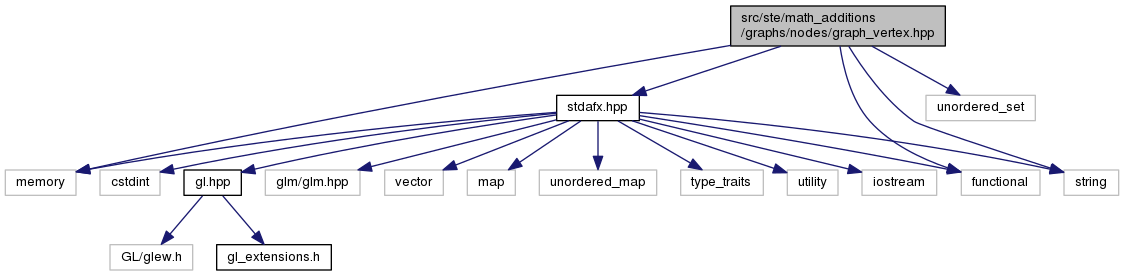 src/ste/math_additions
/graphs/nodes/graph_vertex.hpp
stdafx.hpp
unordered_set
memory
cstdint
gl.hpp
glm/glm.hpp
vector
map
unordered_map
type_traits
utility
iostream
functional
string
GL/glew.h
gl_extensions.h